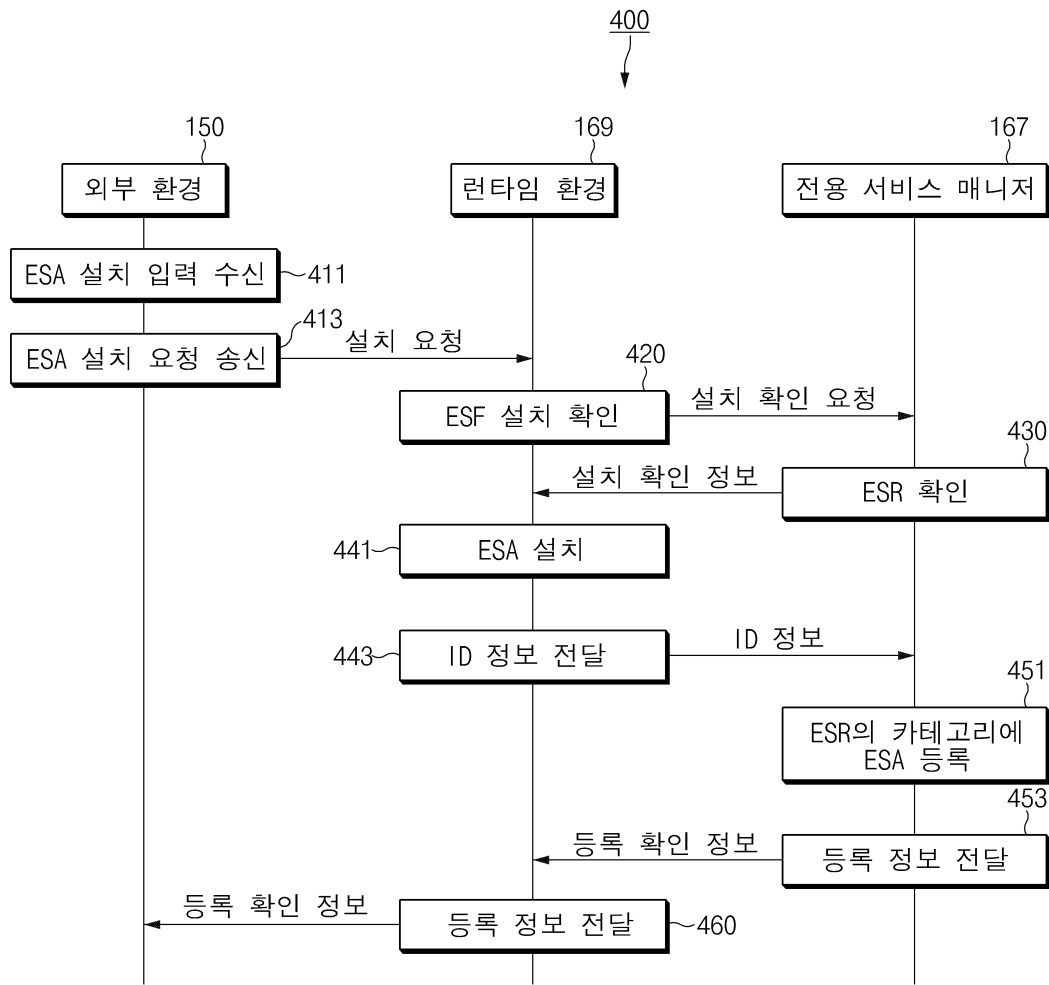 400
150
169
167
외부 환경
런타임 환경
전용 서비스 매니저
ESA 설치 입력 수신
411
ESA 설치 요청 송신
413
설치 요청
420
ESF 설치 확인
설치 확인 요청
430
설치 확인 정보
ESR 확인
441
ESA 설치
443
ID 정보 전달
ID 정보
451
ESR의 카테고리에
ESA 등록
453
등록 확인 정보
등록 정보 전달
등록 확인 정보
등록 정보 전달
460